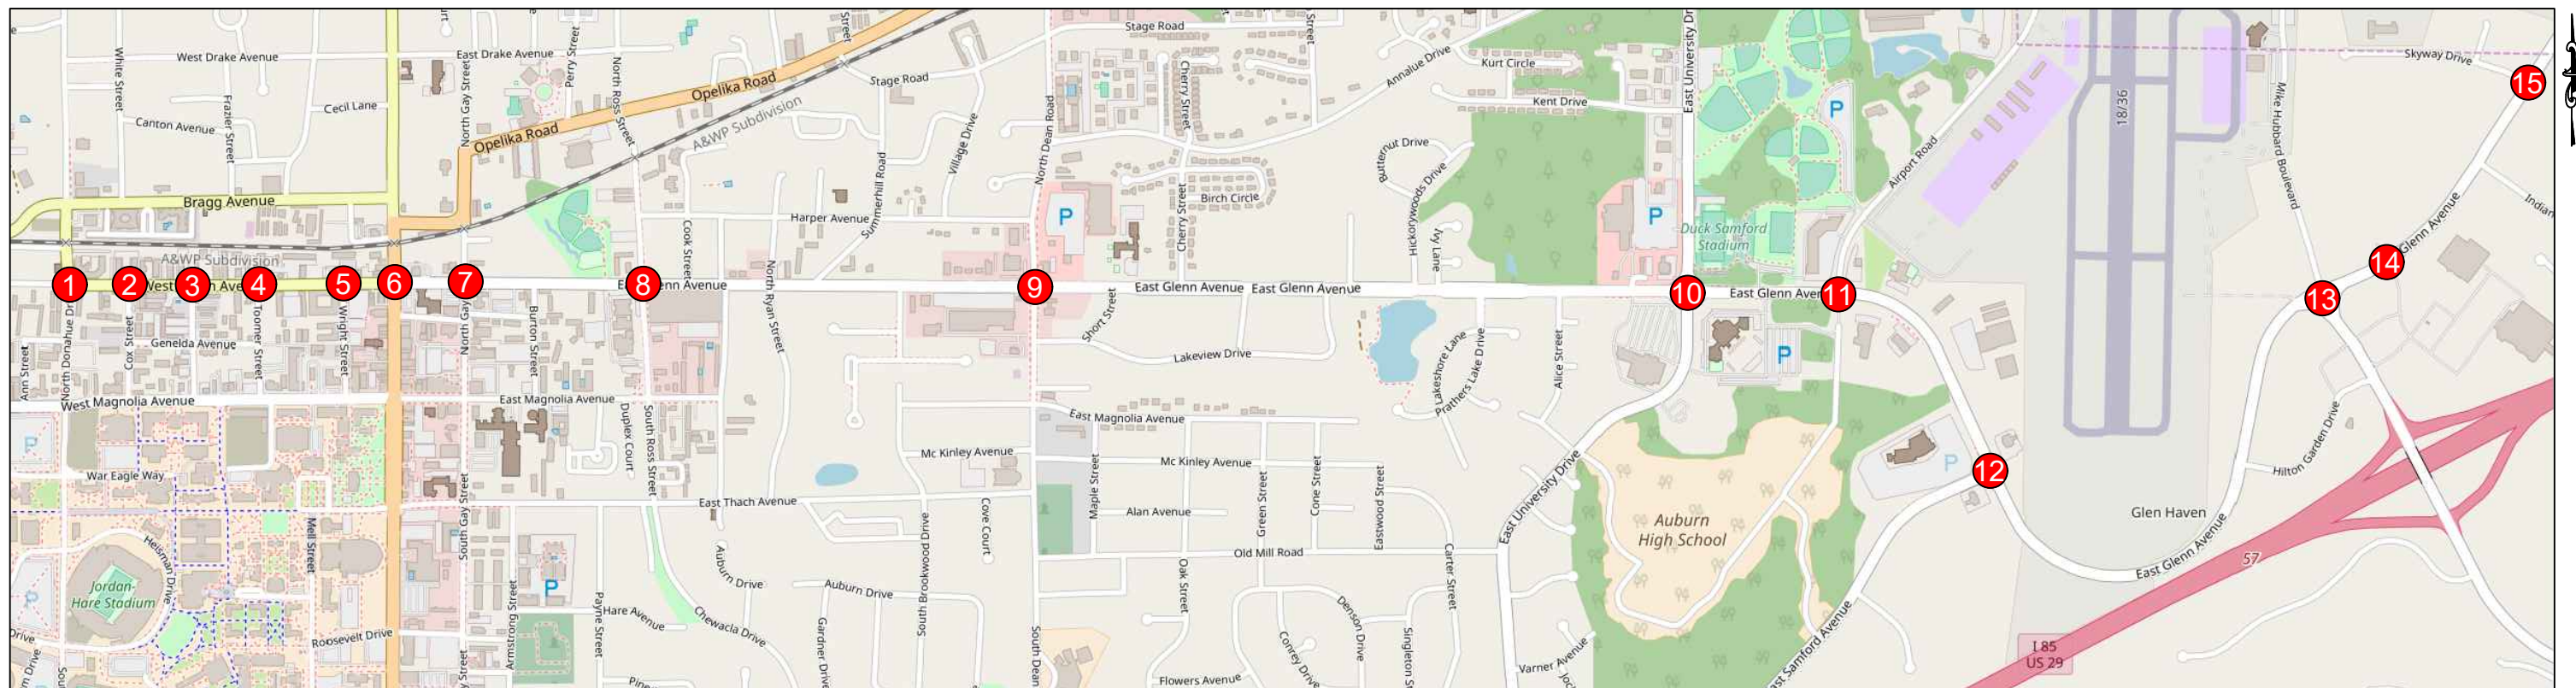 Stage Road
East Drake Avenue
West Drake Avenue
White Street
Perry Street
North Ross Street
North Gay Street
Opelika Road
A&WP Subdivision
Stage Road
Annalue Drive
Kurt Circle
Kent Drive
East University Dr
Skyway Drive
15
Mike Hubbard Boulevard
18/36
P
Cecil Lane
Frazier Street
Canton Avenue
Opelika Road
Village Drive
Summerhill Road
North Dean Road
Cherry Street
Cherry Street
Birch Circle
Butternut Drive
Hickorywoods Drive
Ivy Lane
Airport Road
Indian
Bragg Avenue
Harper Avenue
Cook Street
P
P
Duck Samford
Stadium
Glenn Avenue
A&WP Subdivision
1
2
3
4
5
6
7
8
9
10
11
12
13
14
East Glenn Avenue
East Glenn Avenue
North Ryan Street
Short Street
Lakeview Drive
Lakeshore Lane
Prathers Lake Drive
Alice Street
P
North Donahue Dr
Ann Street
Cox Street
Genelda Avenue
Toomer Street
Wright Street
North Gay
Burton Street
West Magnolia Avenue
East Magnolia Avenue
East Magnolia Avenue
Duplex Court
South Ross Street
Mc Kinley Avenue
Mc Kinley Avenue
Maple Street
Green Street
Cone Street
Eastwood Street
East University Drive
Hilton Garden Drive
P
P
War Eagle Way
East Thach Avenue
Alan Avenue
Auburn
High School
Glen Haven
East Glenn Avenue
57
I 85
US 29
Heisman Drive
Mell Street
South Gay Street
Cove Court
Old Mill Road
Carter Street
Oak Street
Jordan-
Hare Stadium
P
P
Armstrong Street
Payne Street
Hare Avenue
Chewacla Drive
Auburn Drive
Auburn Drive
Gardner Drive
South Brookwood Drive
South Dean
Roosevelt Drive
Conrey Drive
Denson Drive
Singleton S
Varner Avenue
Flowers Avenue
East Samford Avenue